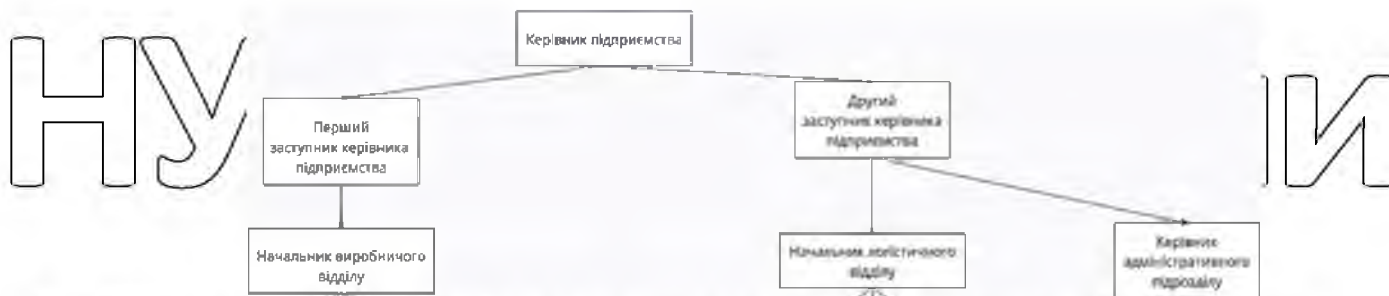 Керівник підприємства
НУ
И
Перший
заступник керівника
підприємства
Другий
заступник керівника
підприємства
Начальник виробничого
відділу
Начальник логістичного
відділу
Керівник
адміністративного
підрозділу